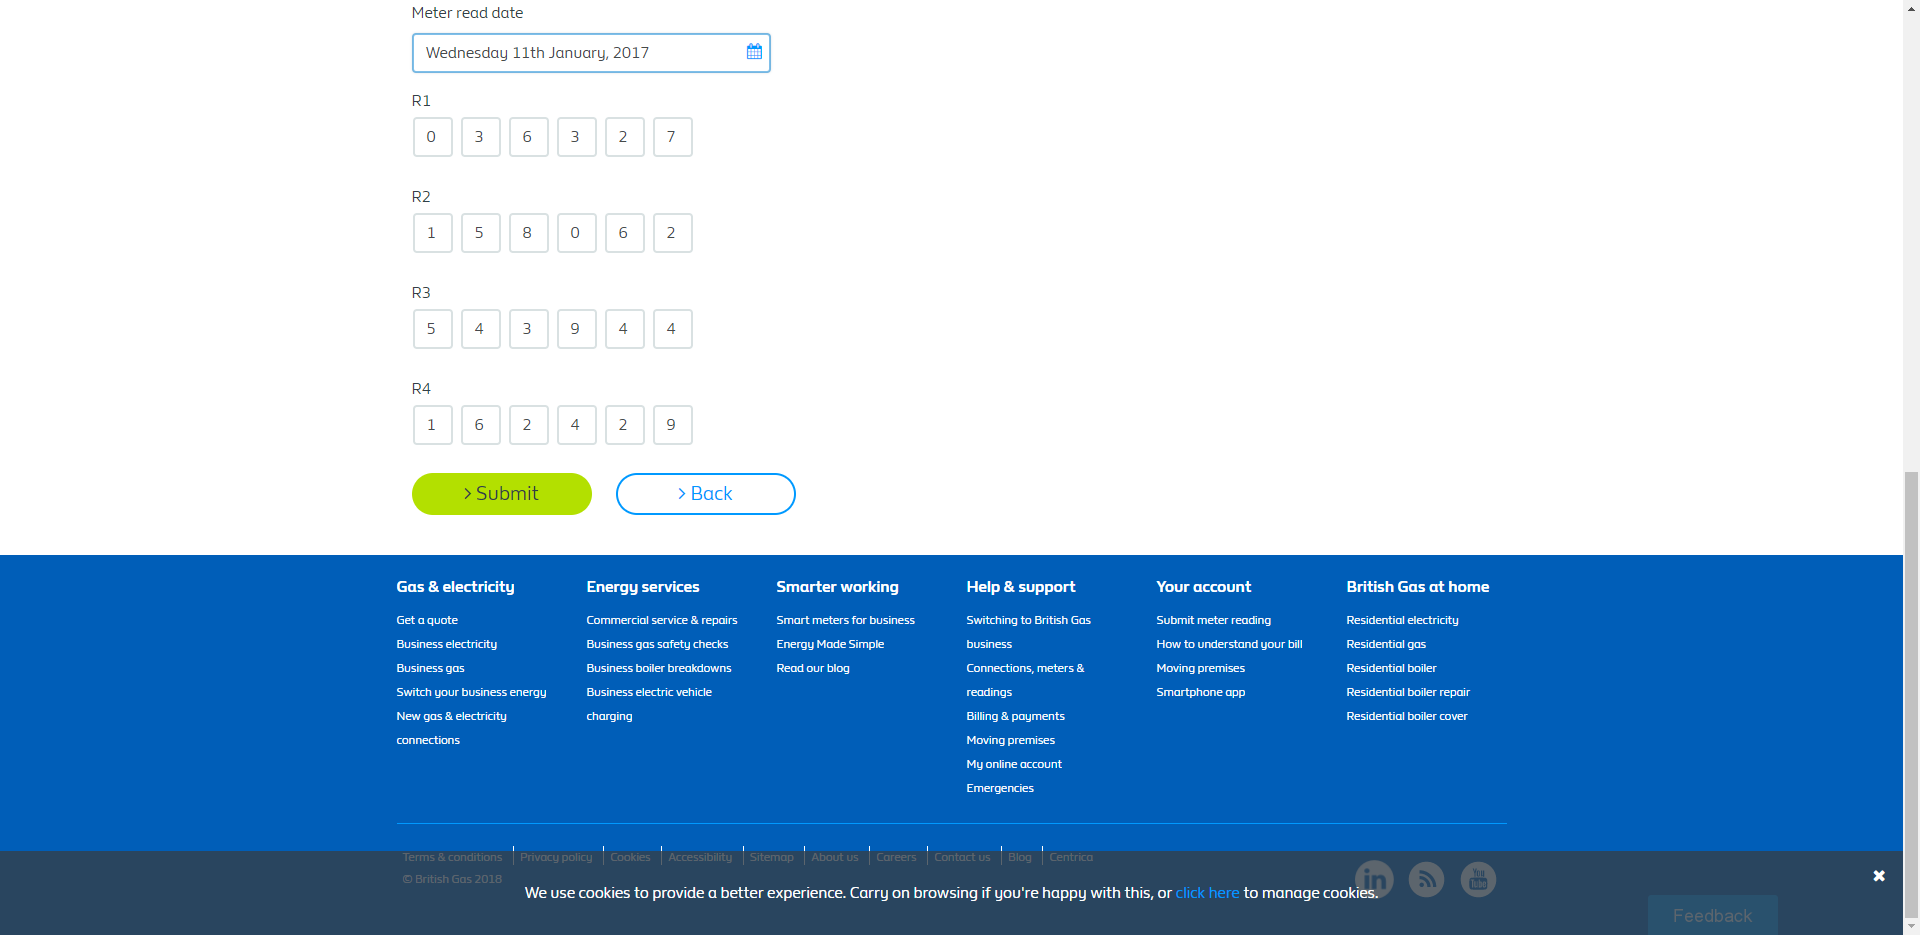 Meter read date
Wednesday 11th January, 2017
R1
0 3 6 3 2 7
R2
1 5 8 0 6 2
R3
5 4 3 9 4 4
R4
1 6 2 4 2 9
> Submit
> Back
Gas & electricity
Get a quote
Business electricity
Business gas
Switch your business energy
New gas & electricity
connections
Energy services
Commercial service & repairs
Business gas safety checks
Business boiler breakdowns
Business electric vehicle
charging
Smarter working
Smart meters for business
Energy Made Simple
Read our blog
Help & support
Switching to British Gas
business
Connections, meters &
readings
Billing & payments
Moving premises
My online account
Emergencies
Your account
Submit meter reading
How to understand your bill
Moving premises
Smartphone app
British Gas at home
Residential electricity
Residential gas
Residential boiler
Residential boiler repair
Residential boiler cover
Terms & conditions | Privacy policy | Cookies | Accessibility | Sitemap | About us | Careers | Contact us | Blog | Centrica
© British Gas 2018
in
You
Tube
We use cookies to provide a better experience. Carry on browsing if you're happy with this, or click here to manage cookies.
Feedback